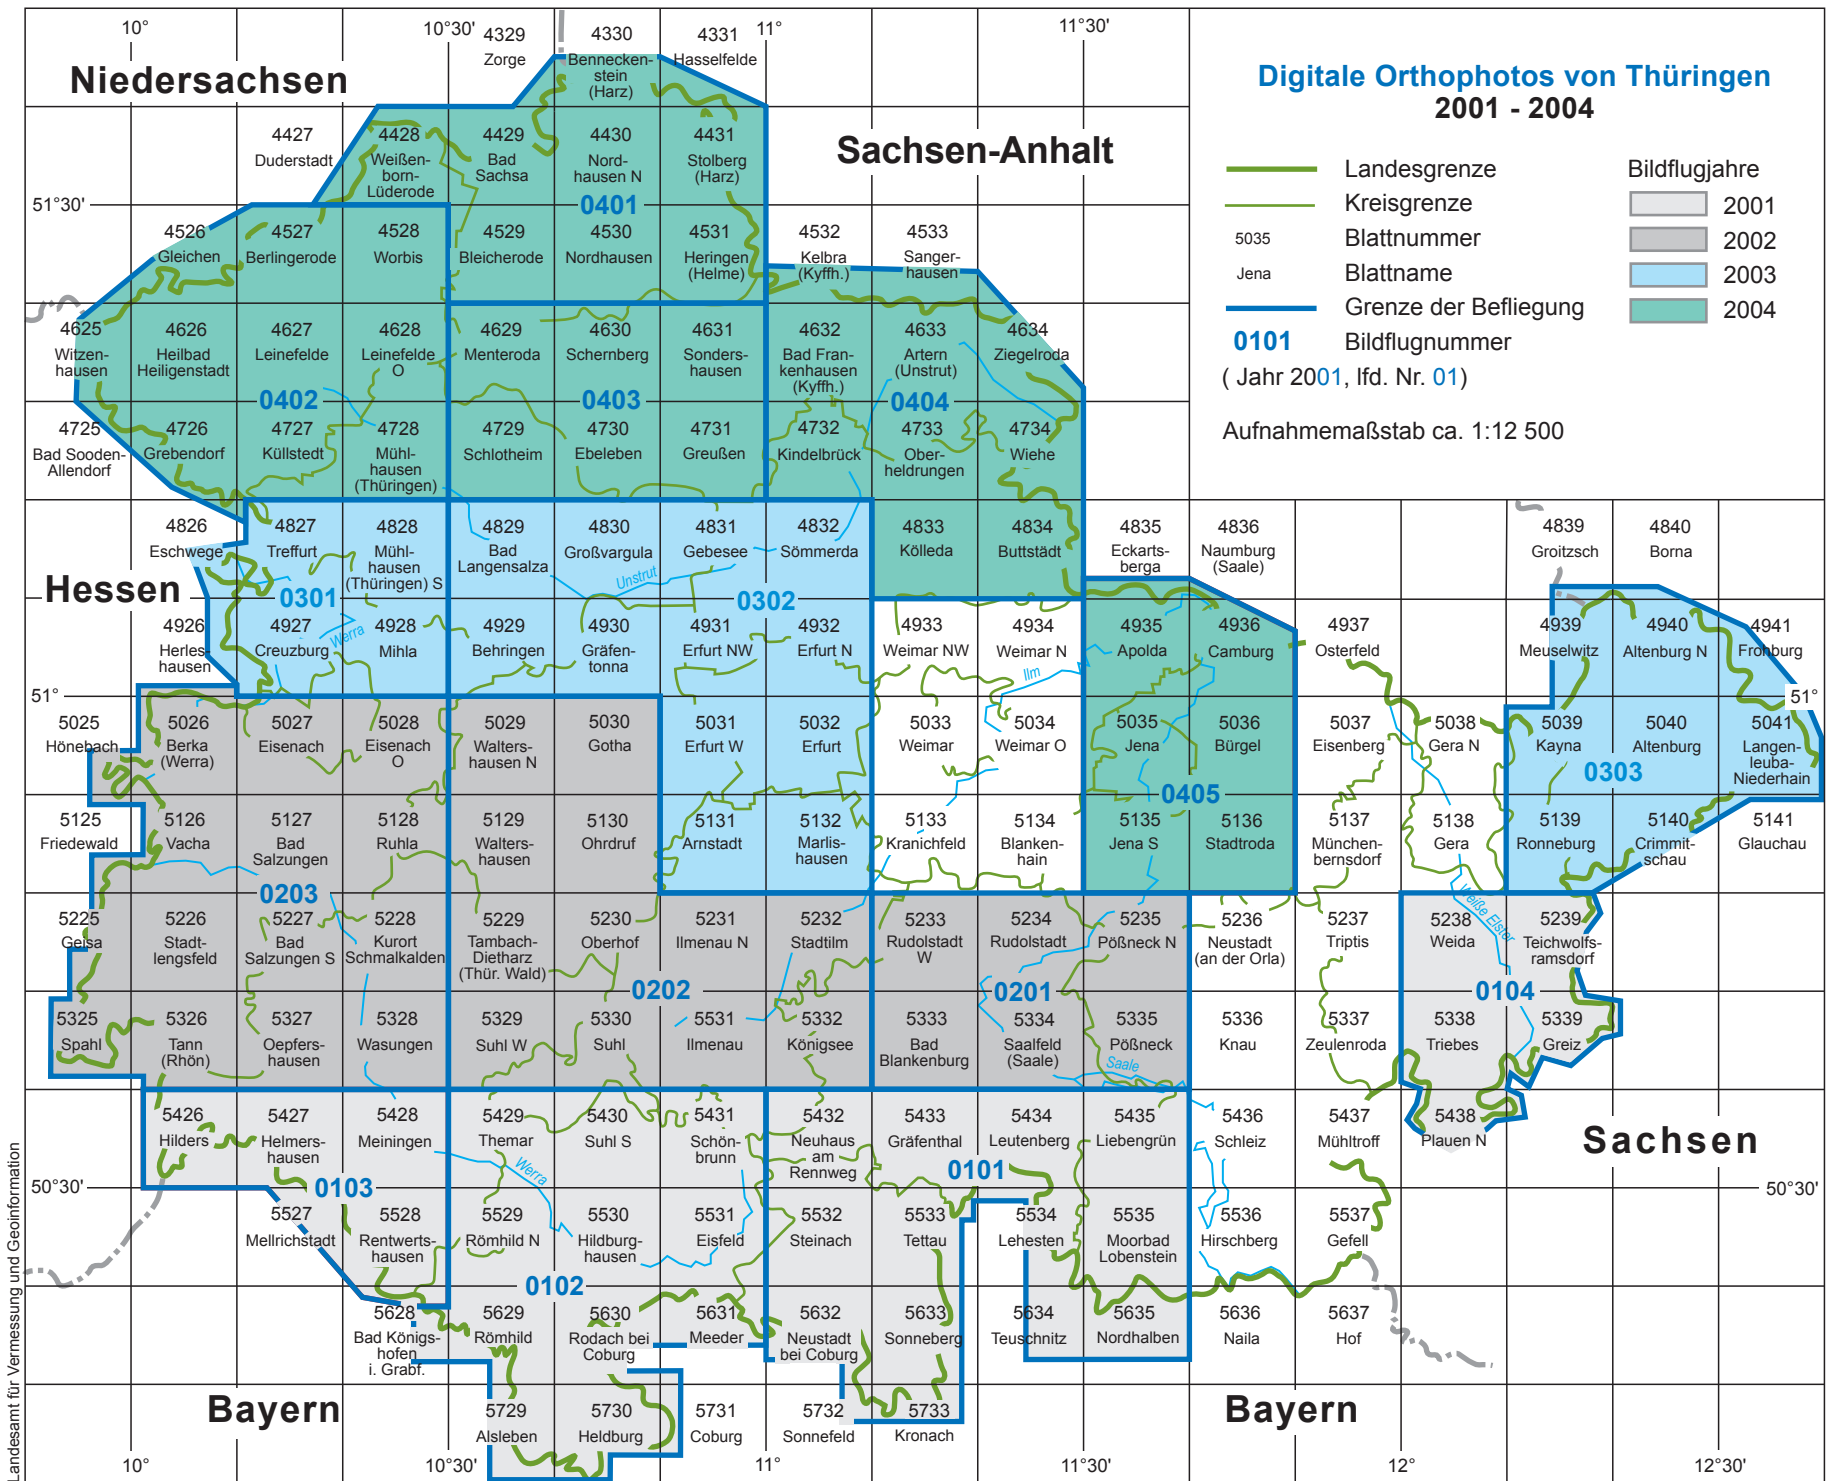 10°
10°30'
11°
11°30'
4329
Zorge
4330
Bennecken-
stein
(Harz)
4331
Hasselfelde
Niedersachsen
Digitale Orthophotos von Thüringen
2001 - 2004
4427
Duderstadt
4428
Weißen-
born-
Lüderode
4429
Bad
Sachsa
4430
Nord-
hausen N
4431
Stolberg
(Harz)
Sachsen-Anhalt
Landesgrenze
Kreisgrenze
5035
Blattnummer
Jena
Blattname
Grenze der Befliegung
0101
Bildflugnummer
( Jahr 2001, lfd. Nr. 01)
Aufnahmemaßstab ca. 1:12 500
Bildflugjahre
2001
2002
2003
2004
51°30'
0401
4526
Gleichen
4527
Berlingerode
4528
Worbis
4529
Bleicherode
4530
Nordhausen
4531
Heringen
(Helme)
4532
Kelbra
(Kyffh.)
4533
Sanger-
hausen
4625
Witzen-
hausen
4626
Heilbad
Heiligenstadt
4627
Leinefelde
4628
Leinefelde
O
4629
Menteroda
4630
Schernberg
4631
Sonders-
hausen
4632
Bad Fran-
kenhausen
(Kyffh.)
4633
Artern
(Unstrut)
4634
Ziegelroda
0402
0403
0404
4725
Bad Sooden-
Allendorf
4726
Grebendorf
4727
Küllstedt
4728
Mühl-
hausen
(Thüringen)
4729
Schlotheim
4730
Ebeleben
4731
Greußen
4732
Kindelbrück
4733
Ober-
heldrungen
4734
Wiehe
4826
Eschwege
4827
Treffurt
4828
Mühl-
hausen
(Thüringen) S
4829
Bad
Langensalza
4830
Großvargula
4831
Gebesee
4832
Sömmerda
4833
Kölleda
4834
Buttstädt
4835
Eckarts-
berga
4836
Naumburg
(Saale)
4839
Groitzsch
4840
Borna
Hessen
Unstrut
0301
0302
4926
Herles-
hausen
4927
Creuzburg
Werra
4928
Mihla
4929
Behringen
4930
Gräfen-
tonna
4931
Erfurt NW
4932
Erfurt N
4933
Weimar NW
4934
Weimar N
Ilm
4935
Apolda
4936
Camburg
4937
Osterfeld
4939
Meuselwitz
4940
Altenburg N
4941
Frohburg
51°
51°
5025
Hönebach
5026
Berka
(Werra)
5027
Eisenach
5028
Eisenach
O
5029
Walters-
hausen N
5030
Gotha
5031
Erfurt W
5032
Erfurt
5033
Weimar
5034
Weimar O
5035
Jena
5036
Bürgel
5037
Eisenberg
5038
Gera N
5039
Kayna
5040
Altenburg
5041
Langen-
leuba-
Niederhain
0405
0303
5125
Friedewald
5126
Vacha
5127
Bad
Salzungen
5128
Ruhla
5129
Walters-
hausen
5130
Ohrdruf
5131
Arnstadt
5132
Marlis-
hausen
5133
Kranichfeld
5134
Blanken-
hain
5135
Jena S
5136
Stadtroda
5137
München-
bernsdorf
5138
Gera
5139
Ronneburg
5140
Crimmit-
schau
5141
Glauchau
0203
Weiße Elster
5225
Geisa
5226
Stadt-
lengsfeld
5227
Bad
Salzungen S
5228
Kurort
Schmalkalden
5229
Tambach-
Dietharz
(Thür. Wald)
5230
Oberhof
5231
Ilmenau N
5232
Stadtilm
5233
Rudolstadt
W
5234
Rudolstadt
5235
Pößneck N
5236
Neustadt
(an der Orla)
5237
Triptis
5238
Weida
5239
Teichwolfs-
ramsdorf
0202
0201
0104
5325
Spahl
5326
Tann
(Rhön)
5327
Oepfers-
hausen
5328
Wasungen
5329
Suhl W
5330
Suhl
5531
Ilmenau
5332
Königsee
5333
Bad
Blankenburg
5334
Saalfeld
(Saale)
5335
Pößneck
Saale
5336
Knau
5337
Zeulenroda
5338
Triebes
5339
Greiz
5426
Hilders
5427
Helmers-
hausen
5428
Meiningen
5429
Themar
5430
Suhl S
5431
Schön-
brunn
5432
Neuhaus
am
Rennweg
5433
Gräfenthal
5434
Leutenberg
5435
Liebengrün
5436
Schleiz
5437
Mühltroff
5438
Plauen N
Sachsen
Werra
0101
50°30'
0103
50°30'
5527
Mellrichstadt
5528
Rentwerts-
hausen
5529
Römhild N
5530
Hildburg-
hausen
5531
Eisfeld
5532
Steinach
5533
Tettau
5534
Lehesten
5535
Moorbad
Lobenstein
5536
Hirschberg
5537
Gefell
0102
5628
Bad Königs-
hofen
i. Grabf.
5629
Römhild
5630
Rodach bei
Coburg
5631
Meeder
5632
Neustadt
bei Coburg
5633
Sonneberg
5634
Teuschnitz
5635
Nordhalben
5636
Naila
5637
Hof
Bayern
Bayern
5729
Alsleben
5730
Heldburg
5731
Coburg
5732
Sonnefeld
5733
Kronach
10°
10°30'
11°
11°30'
12°
12°30'
Landesamt für Vermessung und Geoinformation